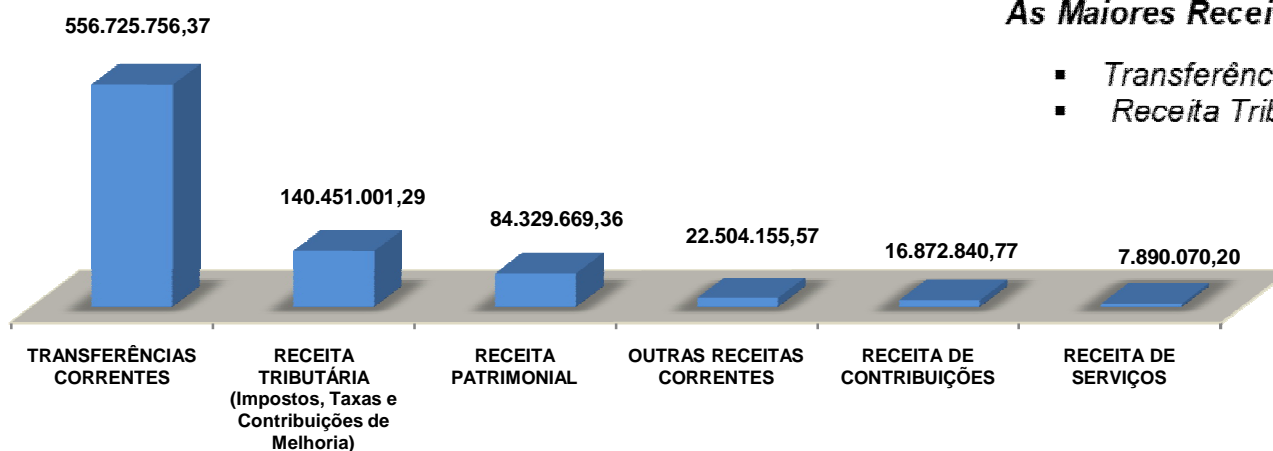 As Maiores
Transferênc
Receita
556.725.756,37
140.451.001,29
84.329.669,36
22.504.155,57
16.872.840,77
7.890.070,20
TRANSFERÊNCIAS
CORRENTES
RECEITA
TRIBUTÁRIA
(Impostos, Taxas e
Contribuições de
Melhoria)
RECEITA
PATRIMONIAL
OUTRAS RECEITAS
CORRENTES
RECEITA DE
CONTRIBUIÇÕES
RECEITA DE
SERVIÇOS